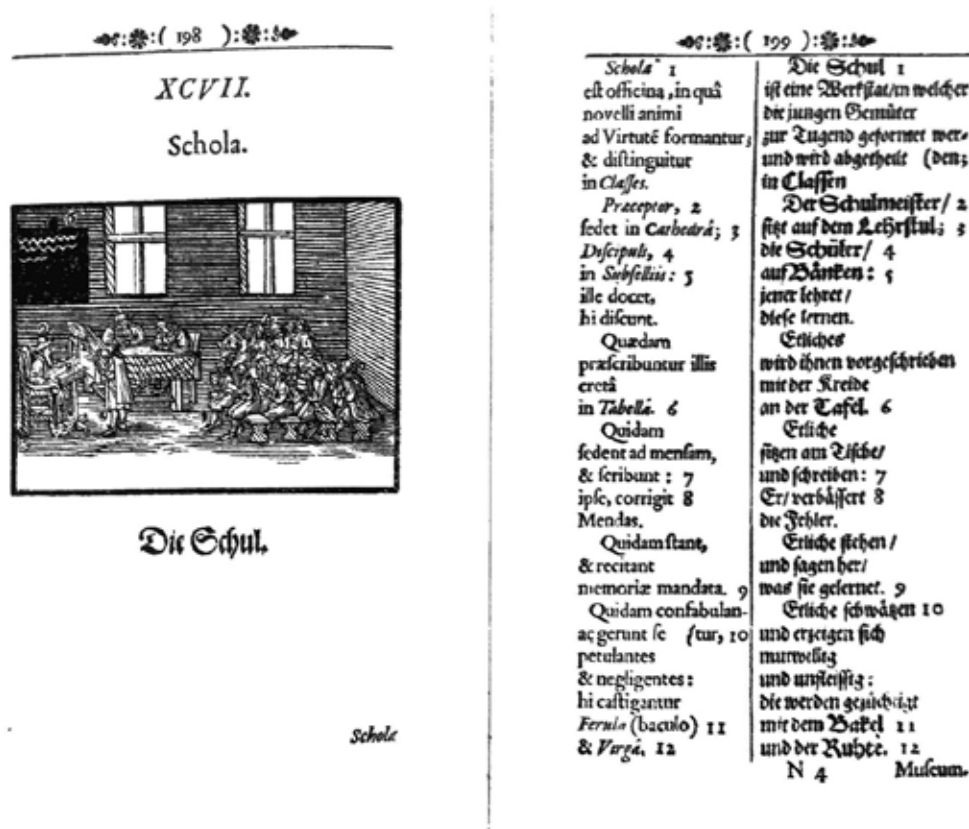 ( 198 )
XCVII.
Schola.
Die Schul.
Schola
( 199 )
Schola 1
eſt officina, in quâ
novelli animi
ad Virtutē formantur;
& diſtinguitur
in Claſſes.
Præceptor, 2
ſedet in Cathedrâ; 3
Diſcipuli, 4
in Subſelliis: 5
ille docet,
hi diſcunt.
Quædam
præſcribuntur illis
cretâ
in Tabellâ. 6
Quidam
ſedent ad menſam,
& ſcribunt: 7
ipſe, corrigit 8
Mendas.
Quidam ſtant,
& recitant
memoriæ mandata. 9
Quidam confabulan-
ac gerunt ſe (tur, 10
petulantes
& negligentes:
hi caſtigantur
Ferulâ (baculo) 11
& Virgâ. 12
Die Schul 1
iſt eine Werkſtat/in welcher
die jungen Gemüter
zur Tugend geformet wer-
und wird abgetheilt (den;
in Claſſen
Der Schulmeiſter/ 2
ſitzt auf dem Lehrſtul; 3
die Schüler/ 4
auf Bånken: 5
jener lehret/
dieſe lernen.
Etliches
wird ihnen vorgeſchrieben
mit der Kreide
an der Tafel. 6
Etliche
ſitzen am Tiſche/
und ſchreiben: 7
Er/ verbåſſert 8
die Fehler.
Etliche ſtehen/
und ſagen her/
was ſie gelernet. 9
Etliche ſchwåtzen 10
und erzeigen ſich
mutwillig
und unfleiſſig:
die werden gezüchtigt
mit dem Bakel 11
und der Ruhte. 12
N 4 Muſeum.